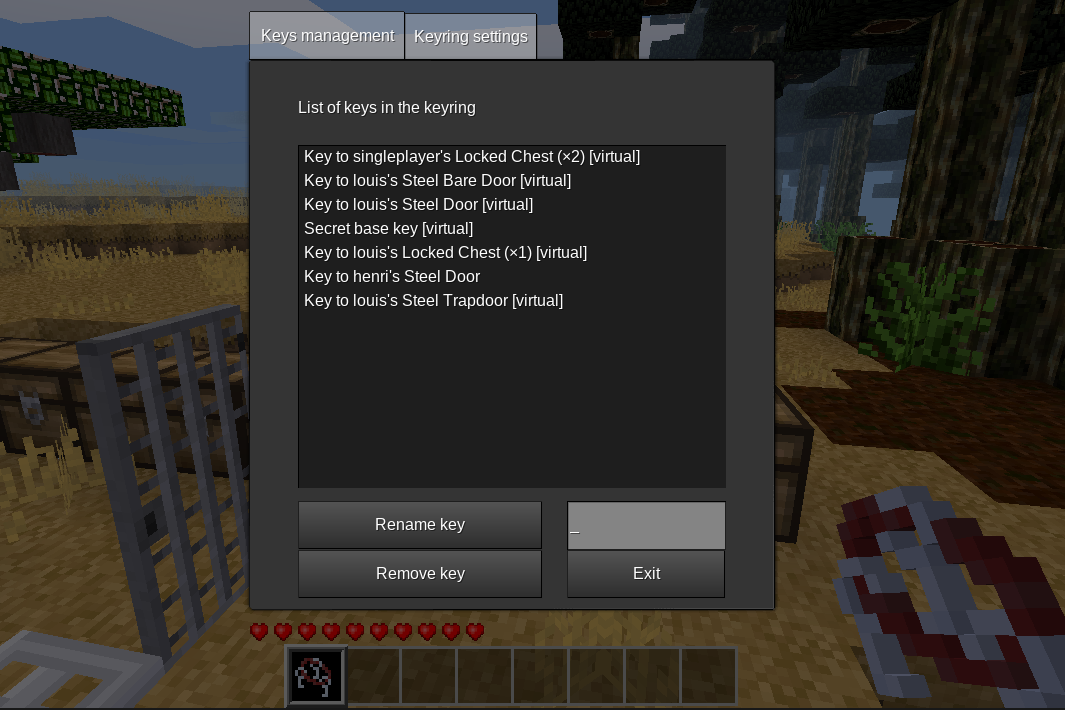 Keys management
Keyring settings
List of keys in the keyring
Key to singleplayer's Locked Chest (×2) [virtual]
Key to louis's Steel Bare Door [virtual]
Key to louis's Steel Door [virtual]
Secret base key [virtual]
Key to louis's Locked Chest (×1) [virtual]
Key to henri's Steel Door
Key to louis's Steel Trapdoor [virtual]
Rename key
_
Remove key
Exit